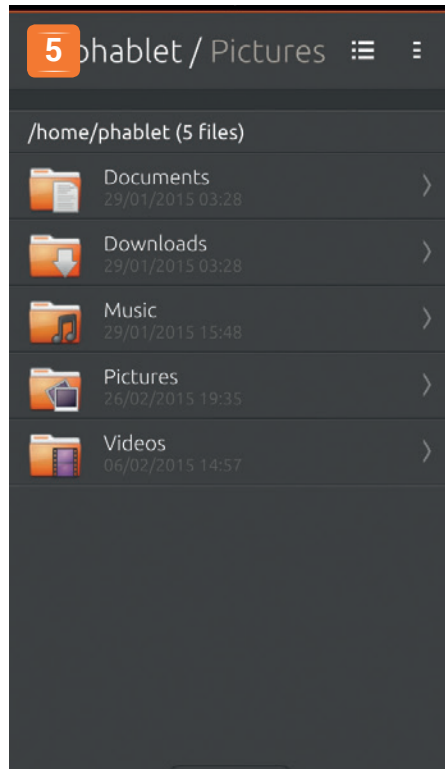 5 phablet / Pictures
/home/phablet (5 files)
Documents
29/01/2015 03:28
Downloads
29/01/2015 03:28
Music
29/01/2015 15:48
Pictures
26/02/2015 19:35
Videos
06/02/2015 14:57